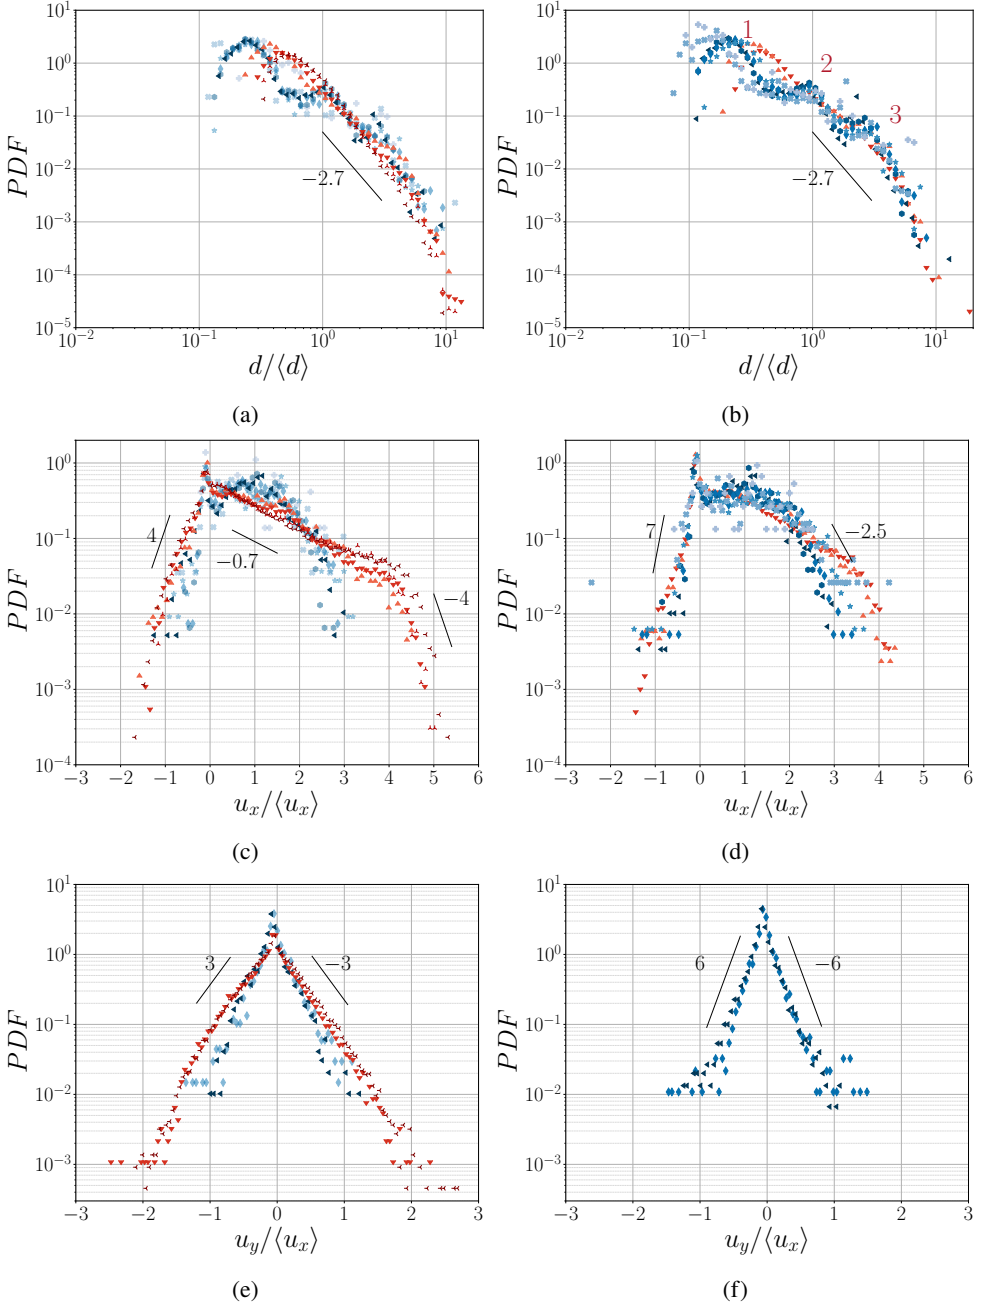 10^1
10^0
10^{-1}
10^{-2}
10^{-3}
10^{-4}
10^{-5}
PDF
−2.7
10^{-2} 10^{-1} 10^0 10^1
d/⟨d⟩
(a)
10^1
10^0
10^{-1}
10^{-2}
10^{-3}
10^{-4}
10^{-5}
PDF
1
2
3
−2.7
10^{-2} 10^{-1} 10^0 10^1
d/⟨d⟩
(b)
10^0
10^{-1}
10^{-2}
10^{-3}
10^{-4}
PDF
4
−0.7
−4
−3 −2 −1 0 1 2 3 4 5 6
u_x/⟨u_x⟩
(c)
10^0
10^{-1}
10^{-2}
10^{-3}
10^{-4}
PDF
7
−2.5
−3 −2 −1 0 1 2 3 4 5 6
u_x/⟨u_x⟩
(d)
10^1
10^0
10^{-1}
10^{-2}
10^{-3}
PDF
3
−3
−3 −2 −1 0 1 2 3
u_y/⟨u_x⟩
(e)
10^1
10^0
10^{-1}
10^{-2}
10^{-3}
PDF
6
−6
−3 −2 −1 0 1 2 3
u_y/⟨u_x⟩
(f)